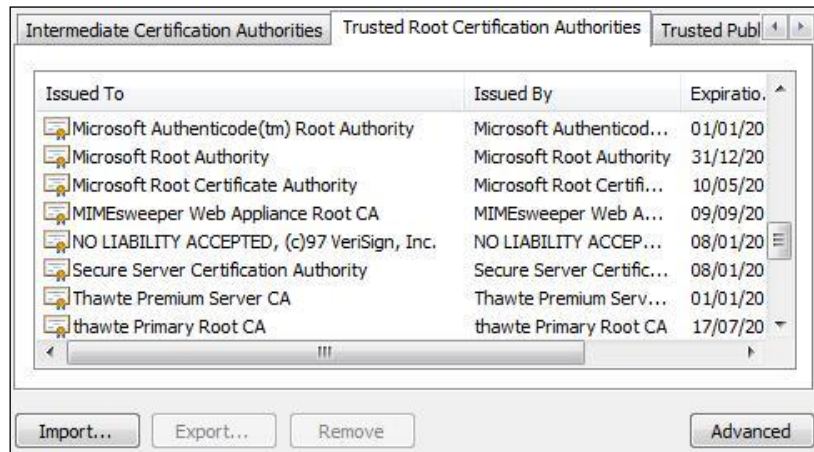 Intermediate Certification Authorities Trusted Root Certification Authorities Trusted Publ
Issued To Issued By Expiratio.
Microsoft Authenticode(tm) Root Authority Microsoft Authenticod... 01/01/20
Microsoft Root Authority Microsoft Root Authority 31/12/20
Microsoft Root Certificate Authority Microsoft Root Certifi... 10/05/20
MIMEsweeper Web Appliance Root CA MIMEsweeper Web A... 09/09/20
NO LIABILITY ACCEPTED, (c)97 VeriSign, Inc. NO LIABILITY ACCEP... 08/01/20
Secure Server Certification Authority Secure Server Certific... 08/01/20
Thawte Premium Server CA Thawte Premium Serv... 01/01/20
thawte Primary Root CA thawte Primary Root CA 17/07/20
Import... Export... Remove Advanced